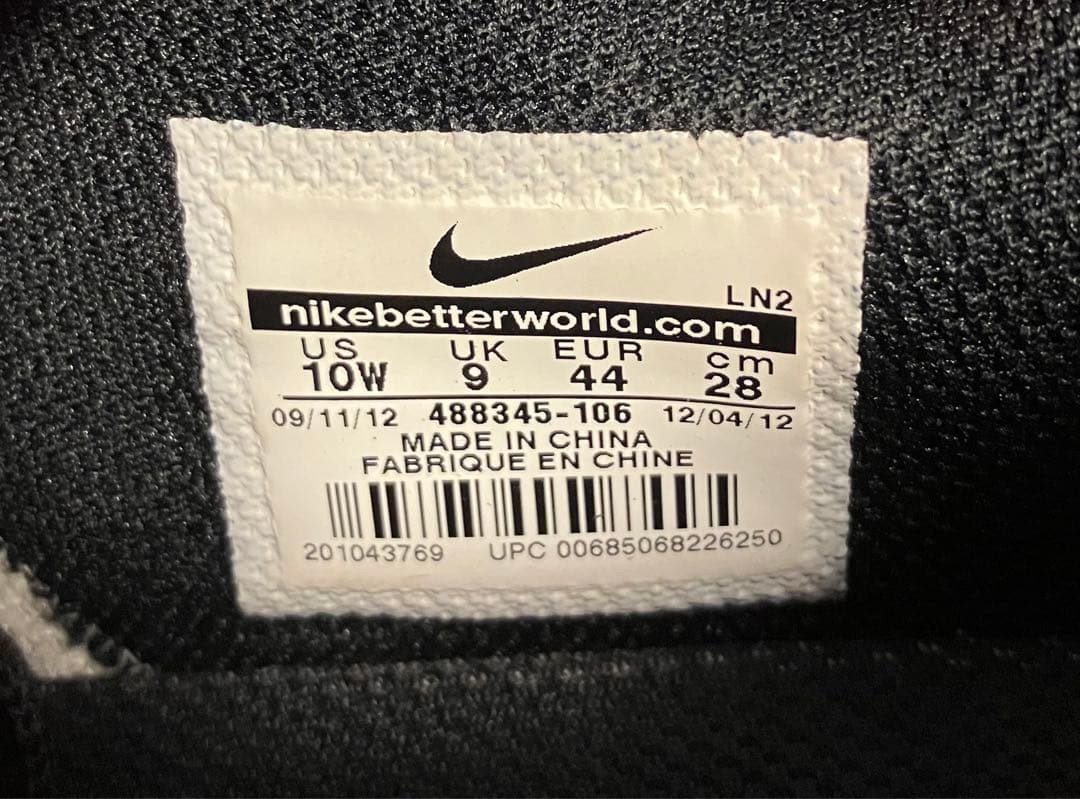 LN2
nikebetterworld.com
US UK EUR cm
10W 9 44 28
09/11/12 488345-106 12/04/12
MADE IN CHINA
FABRIQUE EN CHINE
201043769 UPC 00685068226250